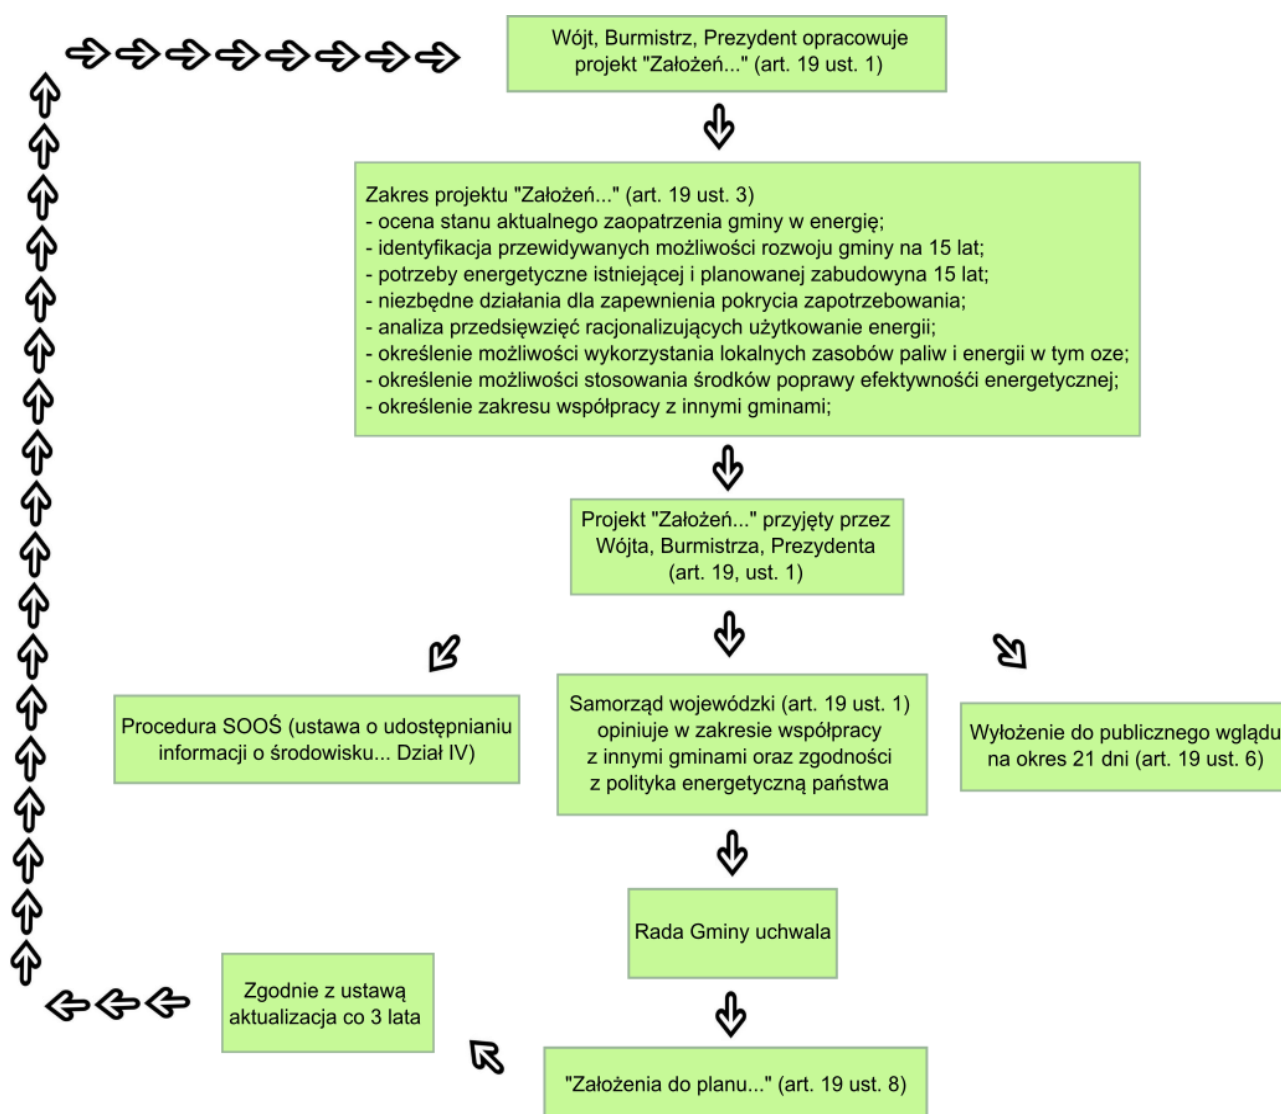 Wójt, Burmistrz, Prezydent opracowuje
projekt "Założeń..." (art. 19 ust. 1)
Zakres projektu "Założeń..." (art. 19 ust. 3)
- ocena stanu aktualnego zaopatrzenia gminy w energię;
- identyfikacja przewidywanych możliwości rozwoju gminy na 15 lat;
- potrzeby energetyczne istniejącej i planowanej zabudowyna 15 lat;
- niezbędne działania dla zapewnienia pokrycia zapotrzebowania;
- analiza przedsięwzięć racjonalizujących użytkowanie energii;
- określenie możliwości wykorzystania lokalnych zasobów paliw i energii w tym oze;
- określenie możliwości stosowania środków poprawy efektywnośći energetycznej;
- określenie zakresu współpracy z innymi gminami;
Projekt "Założeń..." przyjęty przez
Wójta, Burmistrza, Prezydenta
(art. 19, ust. 1)
Procedura SOOŚ (ustawa o udostępnianiu
informacji o środowisku... Dział IV)
Samorząd wojewódzki (art. 19 ust. 1)
opiniuje w zakresie współpracy
z innymi gminami oraz zgodności
z polityka energetyczną państwa
Wyłożenie do publicznego wglądu
na okres 21 dni (art. 19 ust. 6)
Rada Gminy uchwala
Zgodnie z ustawą
aktualizacja co 3 lata
"Założenia do planu..." (art. 19 ust. 8)